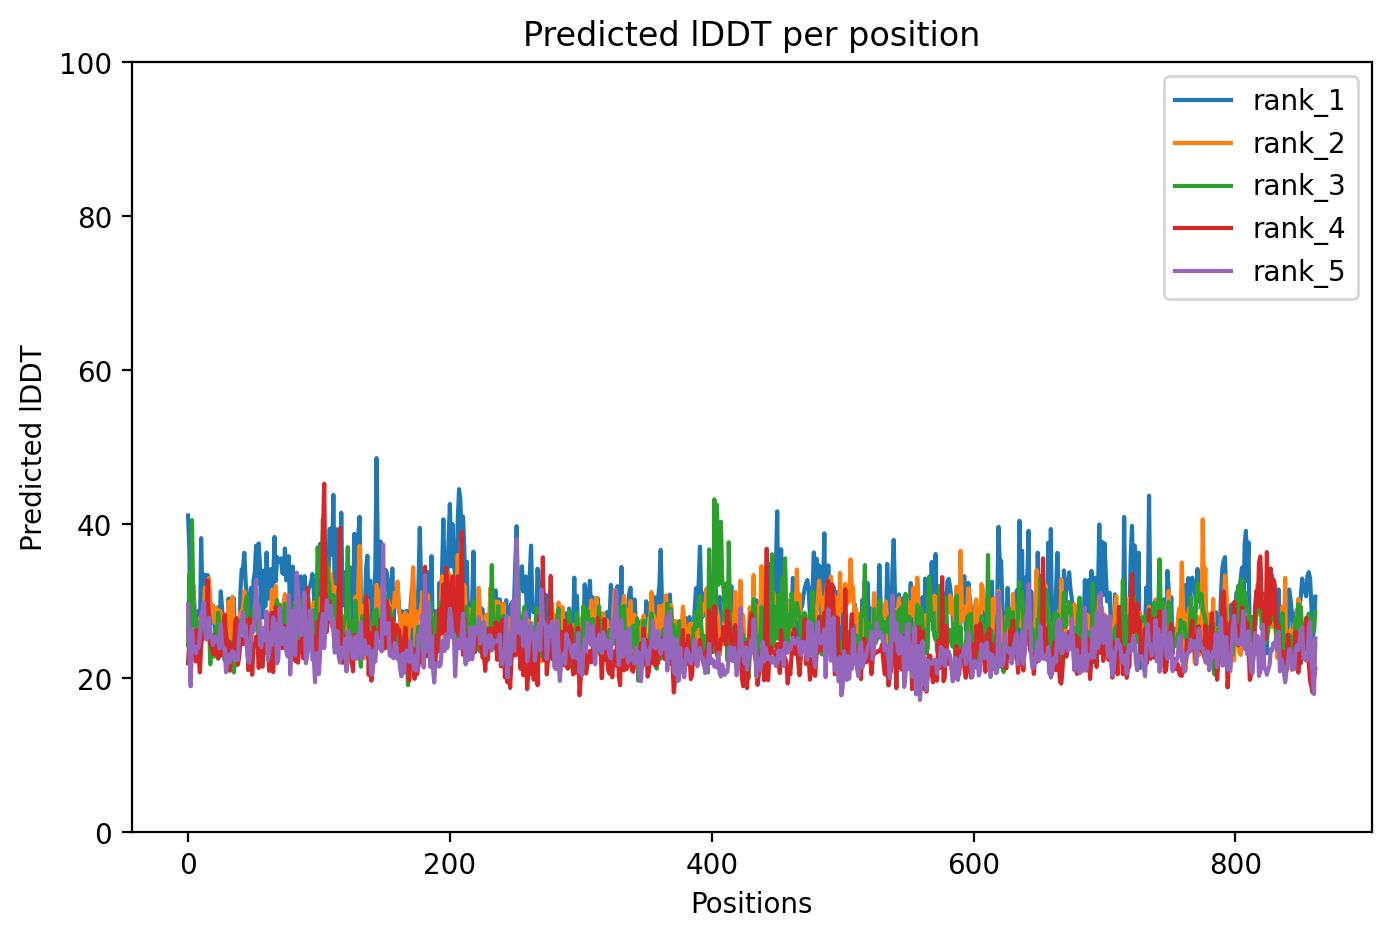 Predicted lDDT per position
100
80
60
40
20
0
Predicted lDDT
rank_1
rank_2
rank_3
rank_4
rank_5
0 200 400 600 800
Positions